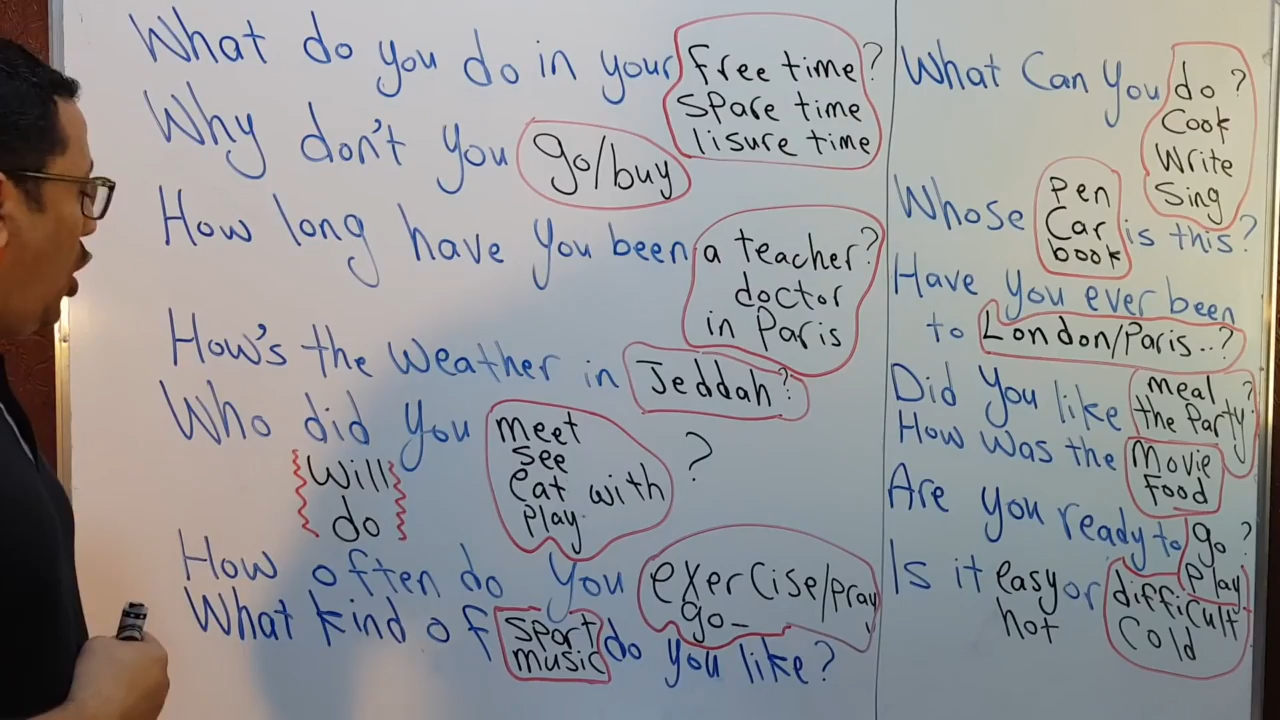 What do you do in your free time?
spare time
lisure time
Why don't you go/buy
How long have you been a teacher?
doctor
in Paris
How's the weather in Jeddah?
Who did you meet
see
eat with
play
?
Will
do
How often do you exercise/pray
go_
What kind of sport
music
do you like?
What Can You do?
Cook
Write
Sing
Whose pen
Car
book
is this?
Have you ever been
to London/Paris..?
Did You like meal
the Party?
How was the Movie
food
Are you ready to go?
play
Is it easy or difficult
hot
Cold